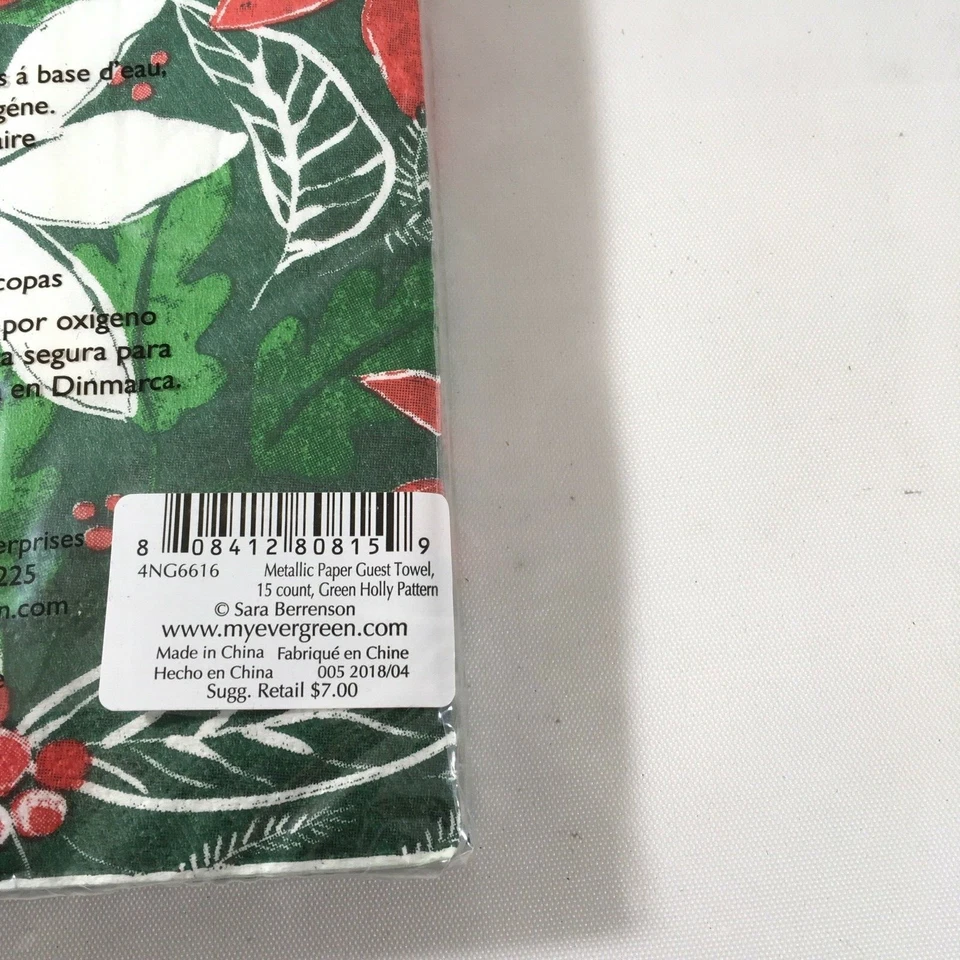 s á base d'eau,
géne.
aire
copas
por oxígeno
a segura para
en Dinmarca.
erprises
225
n.com
e
8 08412 80815 9
4NG6616 Metallic Paper Guest Towel,
15 count, Green Holly Pattern
© Sara Berrenson
www.myevergreen.com
Made in China Fabriqué en Chine
Hecho en China 005 2018/04
Sugg. Retail $7.00